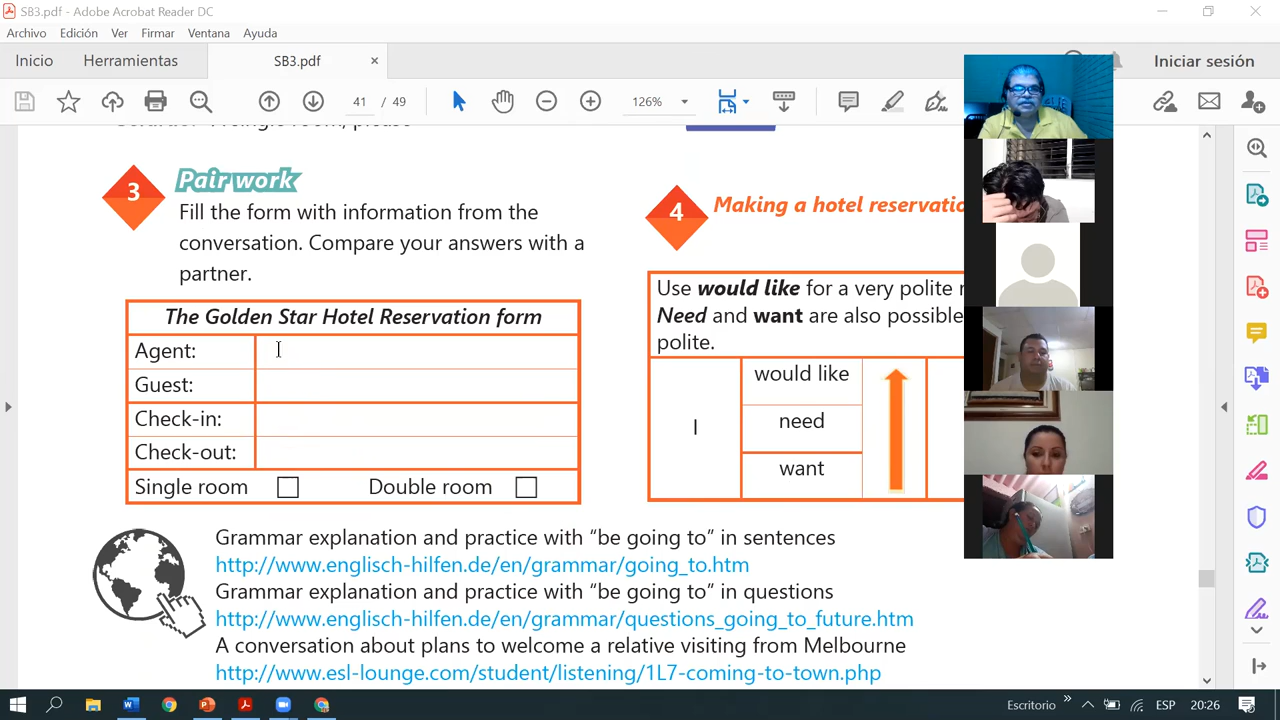 SB3.pdf - Adobe Acrobat Reader DC
Archivo Edición Ver Firmar Ventana Ayuda
Inicio Herramientas SB3.pdf × Iniciar sesión
41 / 49 126%
A single room, please
3 Pair work
Fill the form with information from the
conversation. Compare your answers with a
partner.
The Golden Star Hotel Reservation form
Agent:
Guest:
Check-in:
Check-out:
Single room Double room
4 Making a hotel reservatio
Use would like for a very polite
Need and want are also possible
polite.
I
would like
need
want
Grammar explanation and practice with “be going to” in sentences
http://www.englisch-hilfen.de/en/grammar/going_to.htm
Grammar explanation and practice with “be going to” in questions
http://www.englisch-hilfen.de/en/grammar/questions_going_to_future.htm
A conversation about plans to welcome a relative visiting from Melbourne
http://www.esl-lounge.com/student/listening/1L7-coming-to-town.php
Escritorio » ESP 20:26